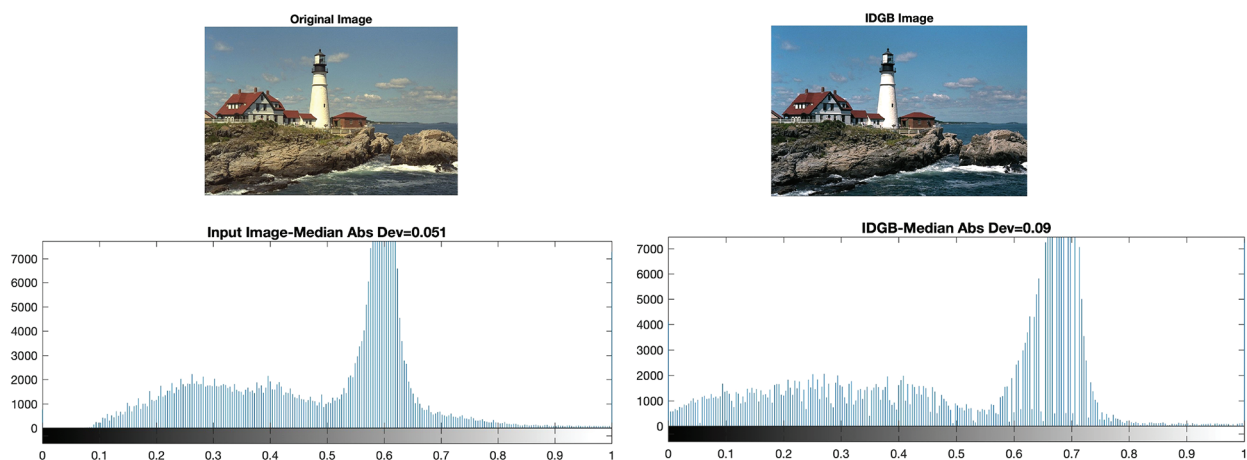 Original Image
IDGB Image
Input Image-Median Abs Dev=0.051
7000
6000
5000
4000
3000
2000
1000
0
0 0.1 0.2 0.3 0.4 0.5 0.6 0.7 0.8 0.9 1
IDGB-Median Abs Dev=0.09
7000
6000
5000
4000
3000
2000
1000
0
0 0.1 0.2 0.3 0.4 0.5 0.6 0.7 0.8 0.9 1